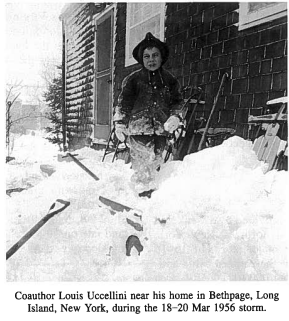 Coauthor Louis Uccellini near his home in Bethpage, Long
Island, New York, during the 18–20 Mar 1956 storm.